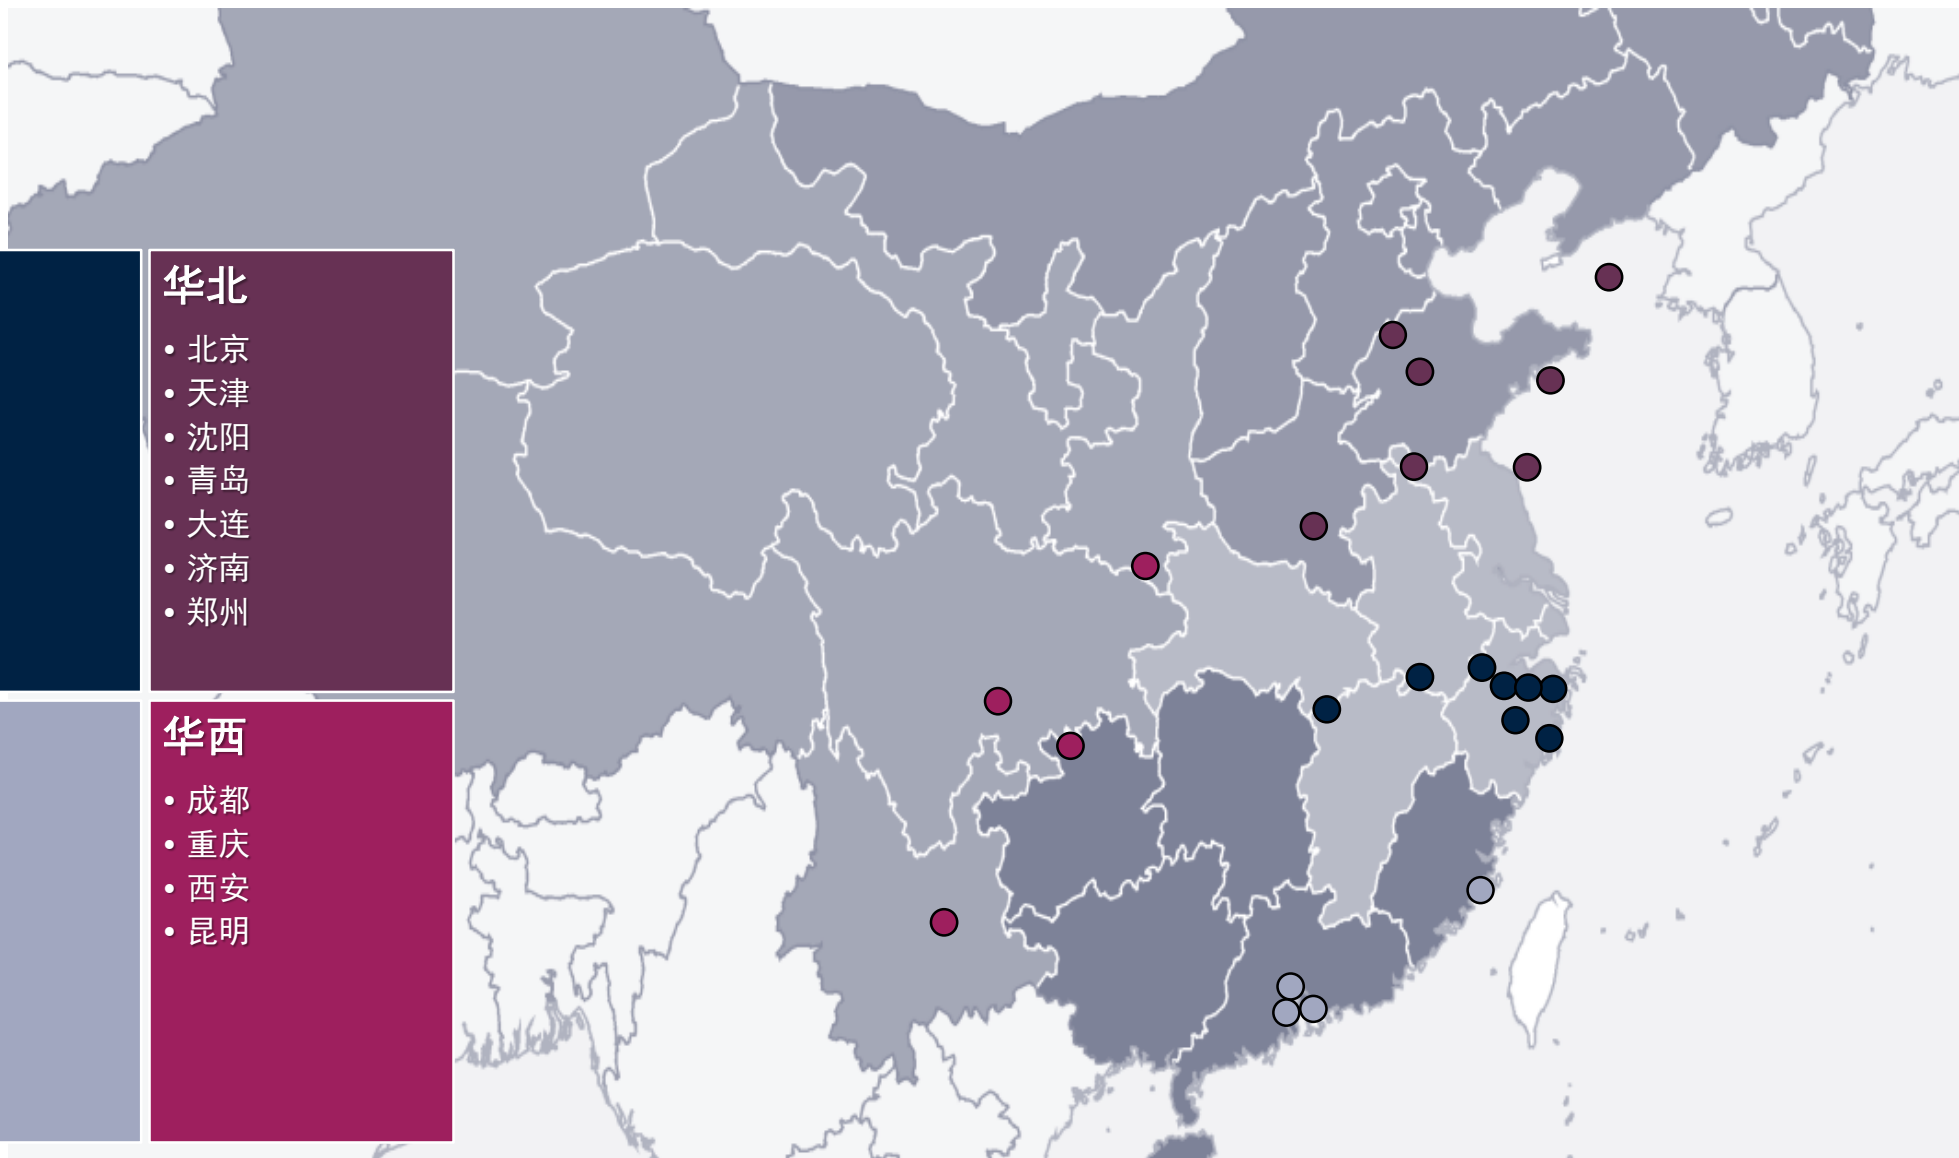 华北
• 北京
• 天津
• 沈阳
• 青岛
• 大连
• 济南
• 郑州
华西
• 成都
• 重庆
• 西安
• 昆明